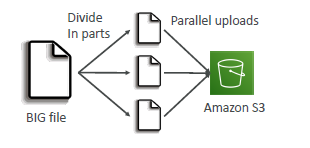 Divide
In parts
Parallel uploads
BIG file
Amazon S3